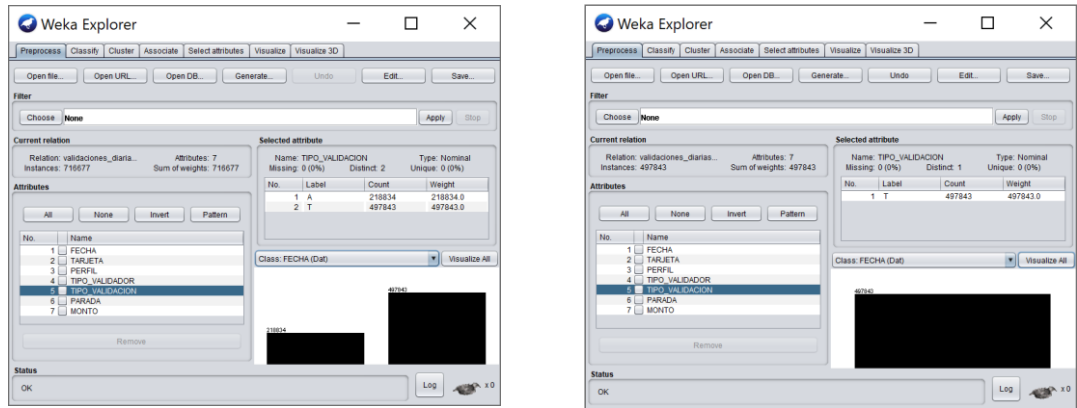 Weka Explorer
Preprocess Classify Cluster Associate Select attributes Visualize Visualize 3D
Open file... Open URL... Open DB... Generate... Undo Edit... Save...
Filter
Choose None Apply Stop
Current relation
Relation: validaciones_diaria... Attributes: 7
Instances: 716677 Sum of weights: 716677
Selected attribute
Name: TIPO_VALIDACION Type: Nominal
Missing: 0 (0%) Distinct: 2 Unique: 0 (0%)
No. Label Count Weight
1 A 218834 218834.0
2 T 497843 497843.0
Attributes
All None Invert Pattern
No. Name
1 FECHA
2 TARJETA
3 PERFIL
4 TIPO_VALIDADOR
5 TIPO_VALIDACION
6 PARADA
7 MONTO
Remove
Class: FECHA (Dat) Visualize All
218834
497843
Status
OK Log x 0
Weka Explorer
Preprocess Classify Cluster Associate Select attributes Visualize Visualize 3D
Open file... Open URL... Open DB... Generate... Undo Edit... Save...
Filter
Choose None Apply Stop
Current relation
Relation: validaciones_diarias... Attributes: 7
Instances: 497843 Sum of weights: 497843
Selected attribute
Name: TIPO_VALIDACION Type: Nominal
Missing: 0 (0%) Distinct: 1 Unique: 0 (0%)
No. Label Count Weight
1 T 497843 497843.0
Attributes
All None Invert Pattern
No. Name
1 FECHA
2 TARJETA
3 PERFIL
4 TIPO_VALIDADOR
5 TIPO_VALIDACION
6 PARADA
7 MONTO
Remove
Class: FECHA (Dat) Visualize All
497843
Status
OK Log x 0